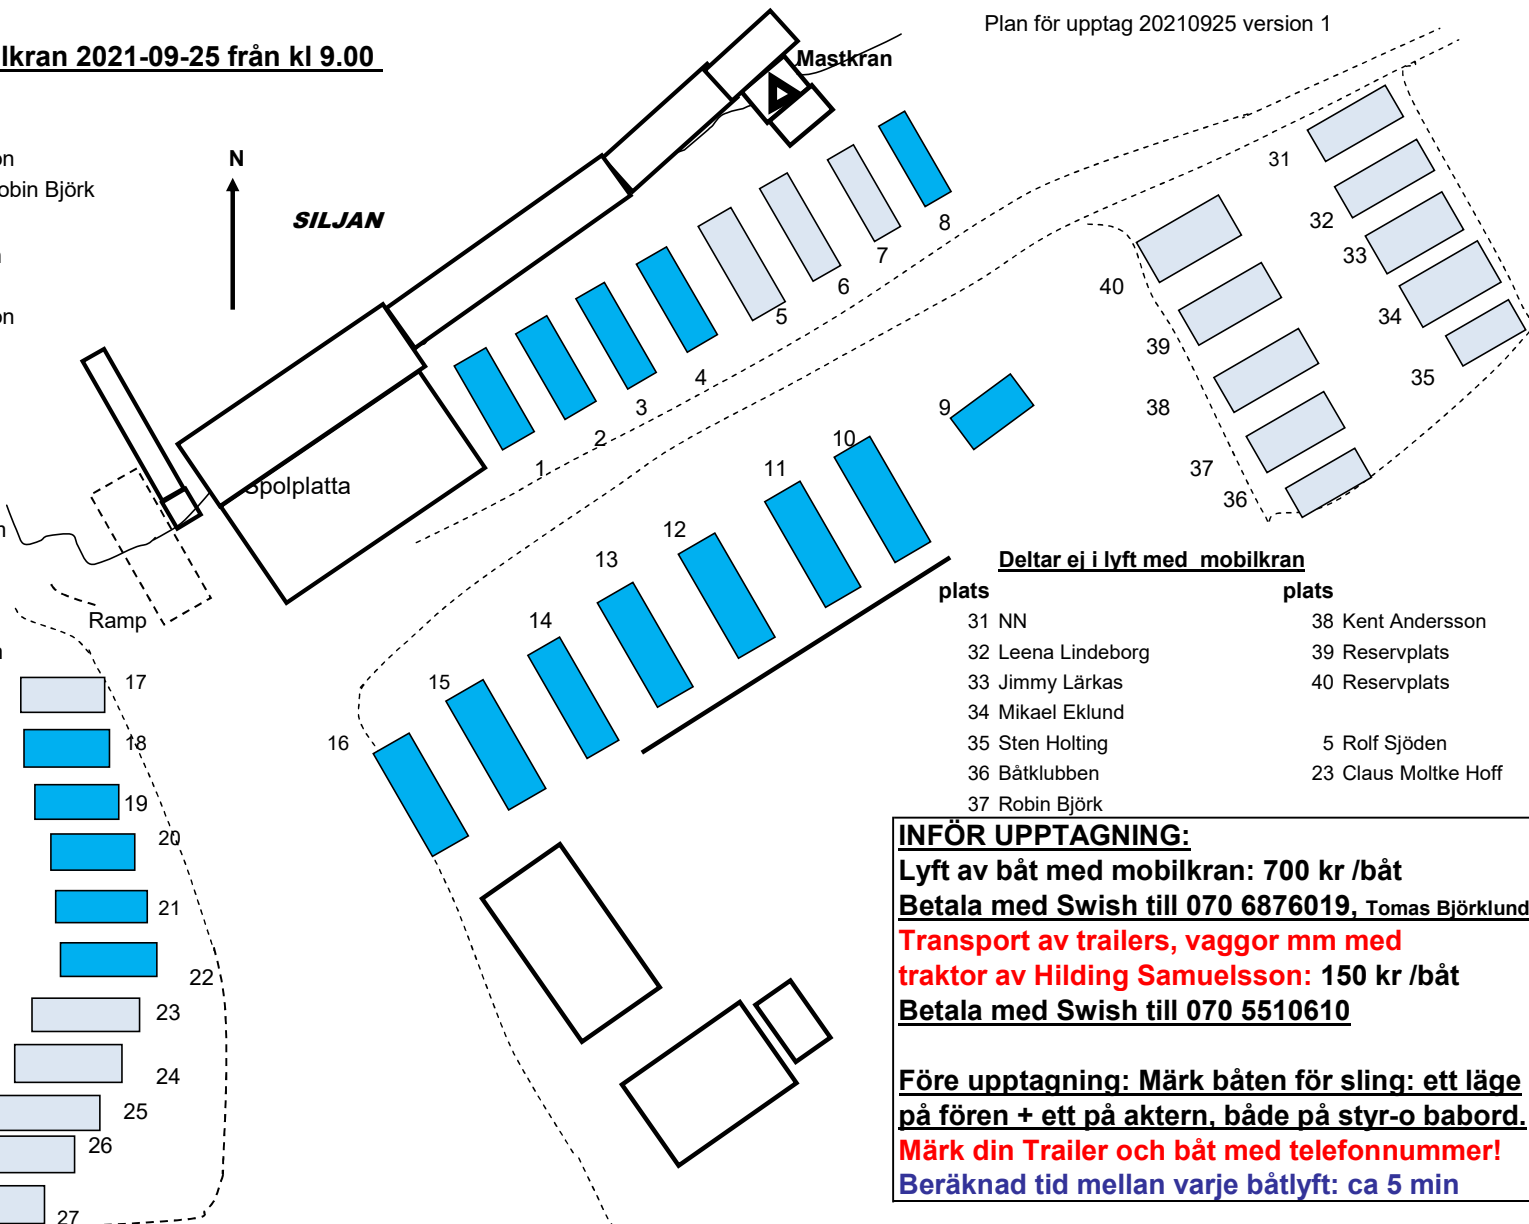 Plan för upptag 20210925 version 1
lkran 2021-09-25 från kl 9.00
Mastkran
on
obin Björk
N
SILJAN
on
Spolplatta
Ramp
1
2
3
4
5
6
7
8
9
10
11
12
13
14
15
16
17
18
19
20
21
22
23
24
25
26
27
31
32
33
34
35
40
39
38
37
36
Deltar ej i lyft med  mobilkran
plats plats
31 NN 38 Kent Andersson
32 Leena Lindeborg 39 Reservplats
33 Jimmy Lärkas 40 Reservplats
34 Mikael Eklund
35 Sten Holting 5 Rolf Sjöden
36 Båtklubben 23 Claus Moltke Hoff
37 Robin Björk
INFÖR UPPTAGNING:
Lyft av båt med mobilkran: 700 kr /båt
Betala med Swish till 070 6876019, Tomas Björklund
Transport av trailers, vaggor mm med
traktor av Hilding Samuelsson: 150 kr /båt
Betala med Swish till 070 5510610
Före upptagning: Märk båten för sling: ett läge
på fören + ett på aktern, både på styr-o babord.
Märk din Trailer och båt med telefonnummer!
Beräknad tid mellan varje båtlyft: ca 5 min